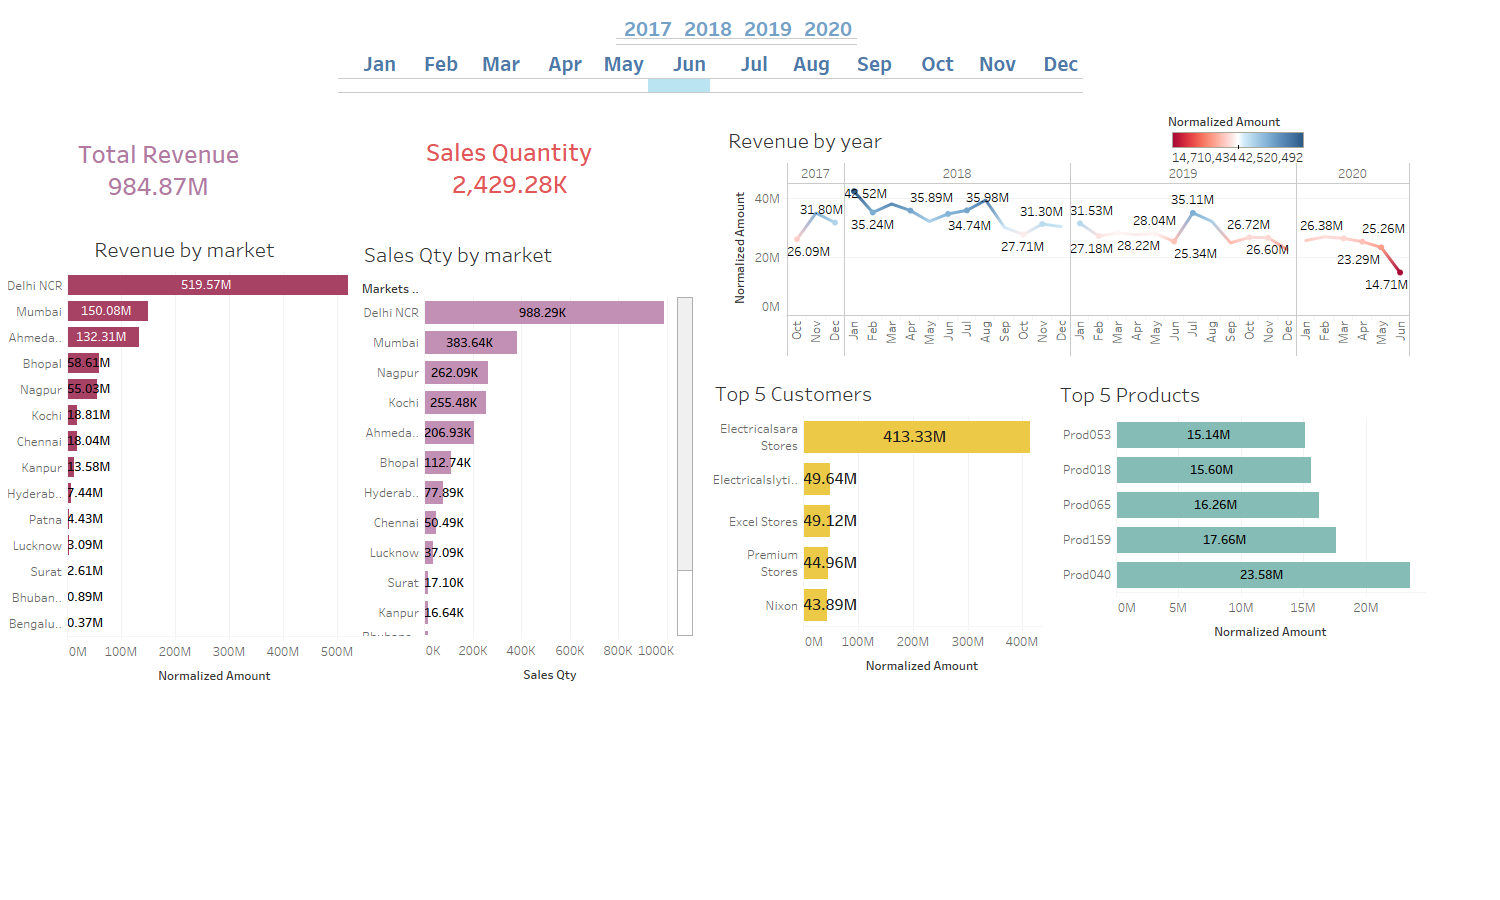 2017 2018 2019 2020
Jan Feb Mar Apr May Jun Jul Aug Sep Oct Nov Dec
Total Revenue
984.87M
Sales Quantity
2,429.28K
Revenue by market
Delhi NCR 519.57M
Mumbai 150.08M
Ahmeda.. 132.31M
Bhopal 58.61M
Nagpur 55.03M
Kochi 18.81M
Chennai 18.04M
Kanpur 13.58M
Hyderab.. 7.44M
Patna 4.43M
Lucknow 3.09M
Surat 2.61M
Bhuban.. 0.89M
Bengalu.. 0.37M
0M 100M 200M 300M 400M 500M
Normalized Amount
Sales Qty by market
Markets ..
Delhi NCR 988.29K
Mumbai 383.64K
Nagpur 262.09K
Kochi 255.48K
Ahmeda.. 206.93K
Bhopal 112.74K
Hyderab.. 77.89K
Chennai 50.49K
Lucknow 37.09K
Surat 17.10K
Kanpur 16.64K
0K 200K 400K 600K 800K 1000K
Sales Qty
Revenue by year
Normalized Amount
14,710,434 42,520,492
2017 2018 2019 2020
Normalized Amount
40M
20M
0M
26.09M 31.80M 42.52M 35.24M 35.89M 34.74M 35.98M 27.71M 31.30M 31.53M 27.18M 28.22M 28.04M 25.34M 35.11M 26.72M 26.60M 26.38M 23.29M 25.26M 14.71M
Oct Nov Dec Jan Feb Mar Apr May Jun Jul Aug Sep Oct Nov Dec Jan Feb Mar Apr May Jun Jul Aug Sep Oct Nov Dec Jan Feb Mar Apr May Jun
Top 5 Customers
Electricalsara
Stores 413.33M
Electricalslyti.. 49.64M
Excel Stores 49.12M
Premium
Stores 44.96M
Nixon 43.89M
0M 100M 200M 300M 400M
Normalized Amount
Top 5 Products
Prod053 15.14M
Prod018 15.60M
Prod065 16.26M
Prod159 17.66M
Prod040 23.58M
0M 5M 10M 15M 20M
Normalized Amount